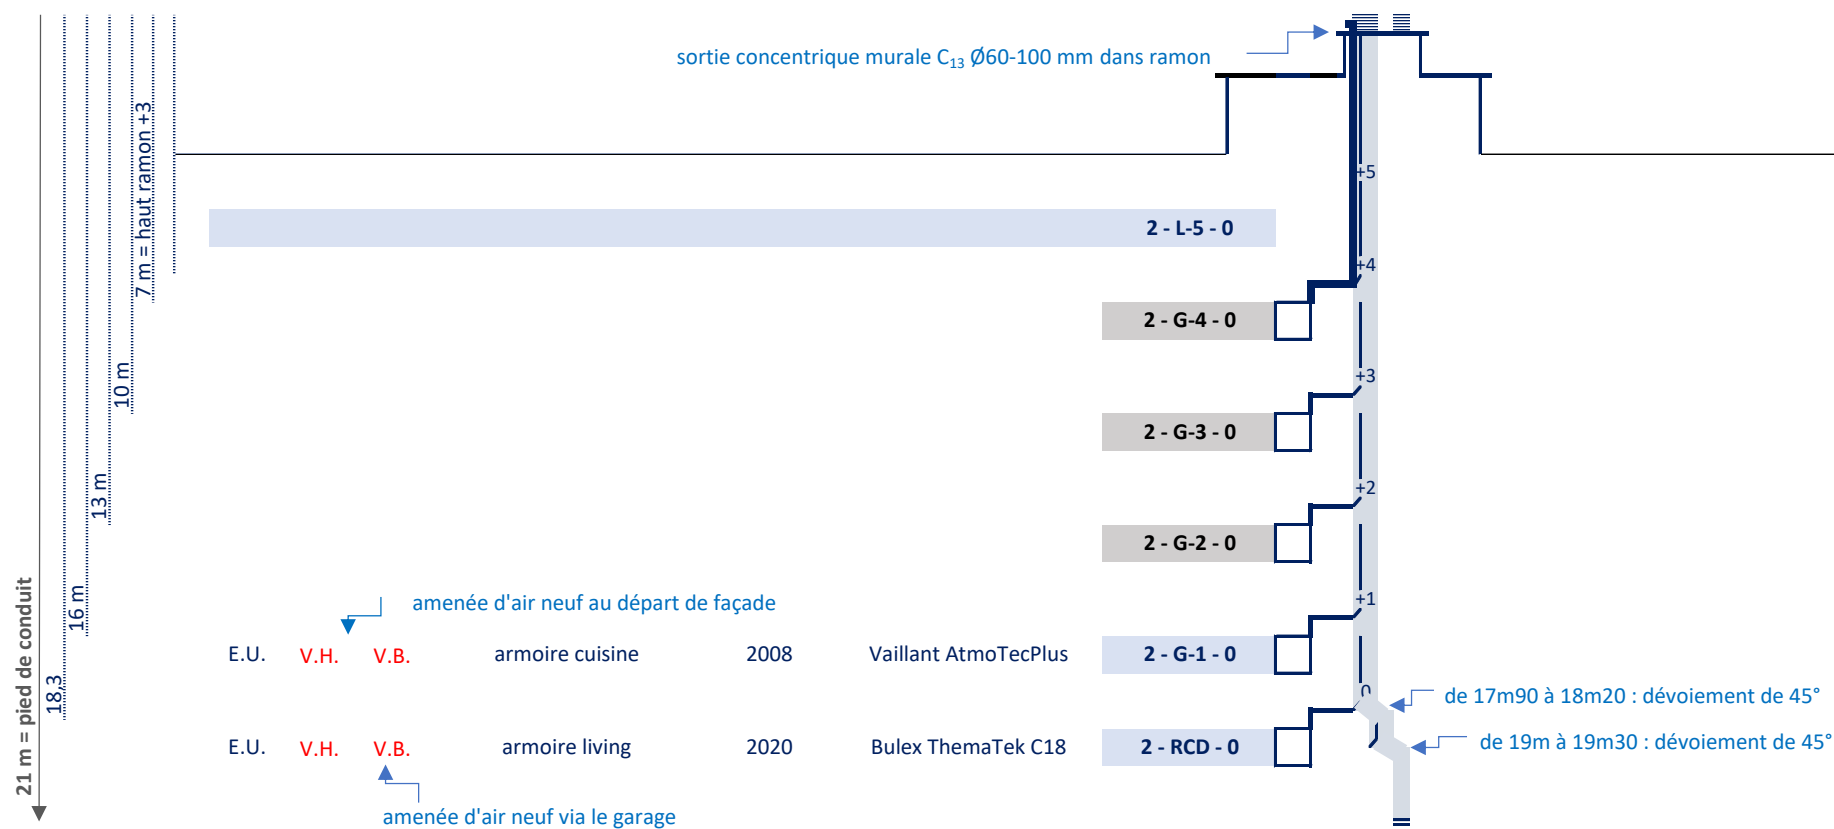 sortie concentrique murale C13 Ø60-100 mm dans ramon
7 m = haut ramon +3
+5
2 - L-5 - 0
+4
2 - G-4 - 0
10 m
+3
2 - G-3 - 0
13 m
+2
2 - G-2 - 0
16 m
amenée d'air neuf au départ de façade
+1
E.U. V.H. V.B. armoire cuisine 2008 Vaillant AtmoTecPlus 2 - G-1 - 0
18,3
0
de 17m90 à 18m20 : dévoiement de 45°
21 m = pied de conduit
E.U. V.H. V.B. armoire living 2020 Bulex ThemaTek C18 2 - RCD - 0
de 19m à 19m30 : dévoiement de 45°
amenée d'air neuf via le garage